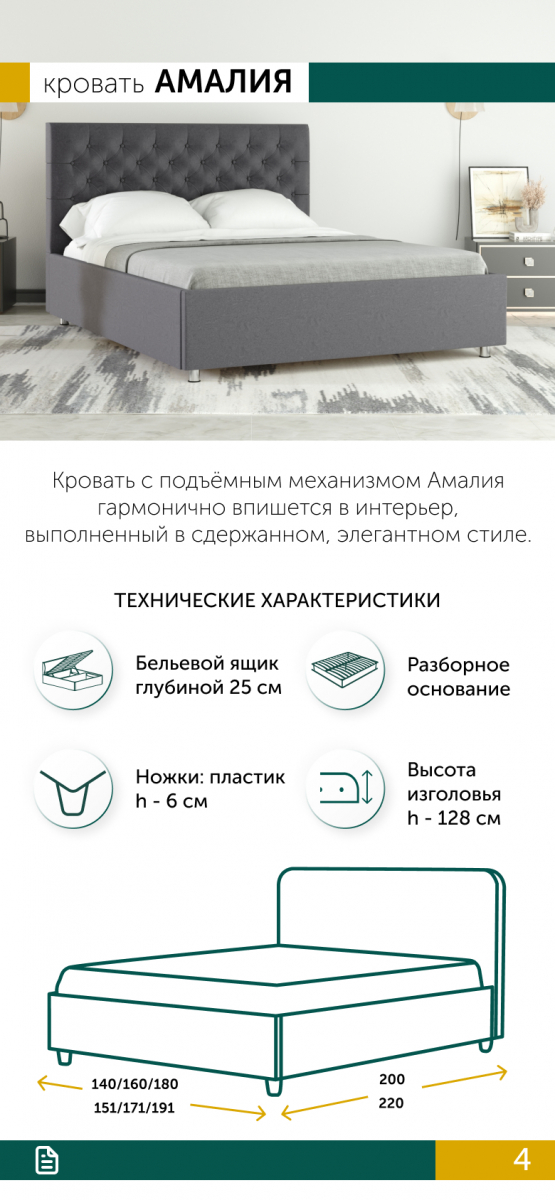 кровать АМАЛИЯ
Кровать с подъёмным механизмом Амалия
гармонично впишется в интерьер,
выполненный в сдержанном, элегантном стиле.
ТЕХНИЧЕСКИЕ ХАРАКТЕРИСТИКИ
Бельевой ящик
глубиной 25 см
Разборное
основание
Ножки: пластик
h - 6 см
Высота
изголовья
h - 128 см
140/160/180
151/171/191
200
220
4